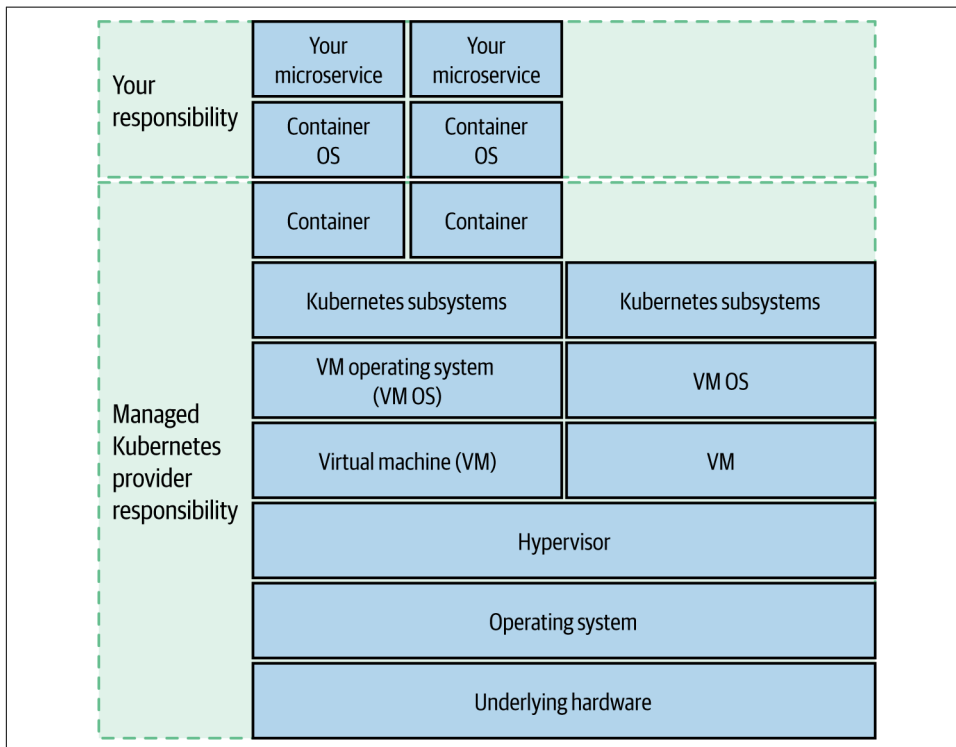 Your
responsibility
Your
microservice
Your
microservice
Container
OS
Container
OS
Managed
Kubernetes
provider
responsibility
Container
Container
Kubernetes subsystems
Kubernetes subsystems
VM operating system
(VM OS)
VM OS
Virtual machine (VM)
VM
Hypervisor
Operating system
Underlying hardware